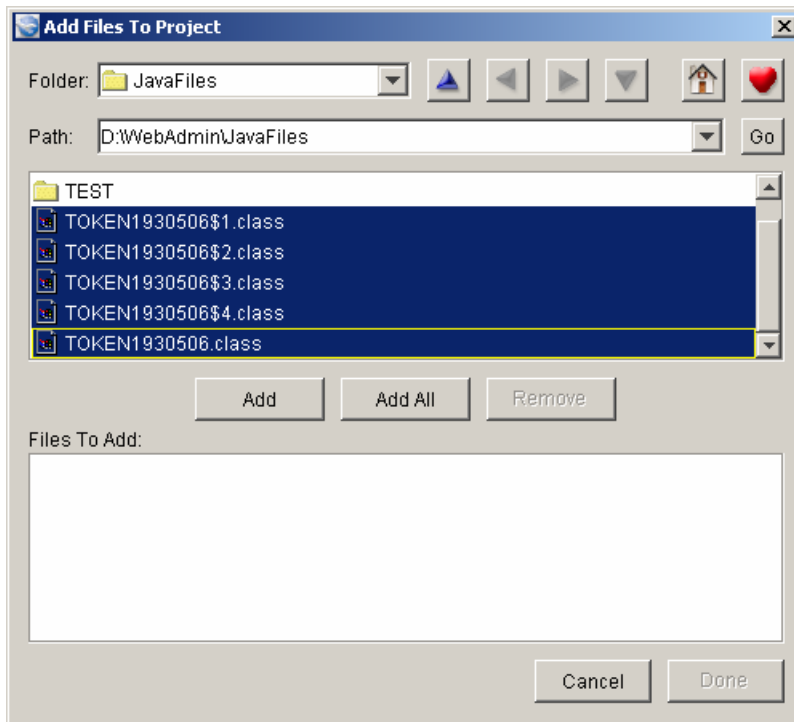 Add Files To Project
Folder: JavaFiles
Path: D:\WebAdmin\JavaFiles Go
TEST
TOKEN1930506$1.class
TOKEN1930506$2.class
TOKEN1930506$3.class
TOKEN1930506$4.class
TOKEN1930506.class
Add Add All Remove
Files To Add:
Cancel Done